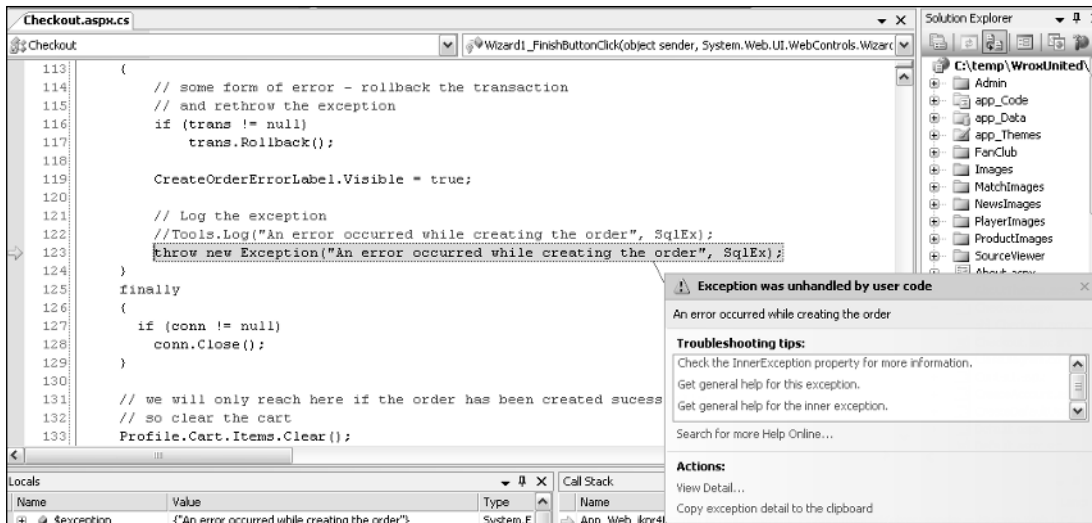 Checkout.aspx.cs
Checkout
Wizard1_FinishButtonClick(object sender, System.Web.UI.WebControls.Wizarc
113 {
114 // some form of error - rollback the transaction
115 // and rethrow the exception
116 if (trans != null)
117 trans.Rollback();
118
119 CreateOrderErrorLabel.Visible = true;
120
121 // Log the exception
122 //Tools.Log("An error occurred while creating the order", SqlEx);
123 throw new Exception("An error occurred while creating the order", SqlEx);
124 }
125 finally
126 {
127 if (conn != null)
128 conn.Close();
129 }
130
131 // we will only reach here if the order has been created sucess
132 // so clear the cart
133 Profile.Cart.Items.Clear();
Solution Explorer
C:\temp\WroxUnited\
Admin
app_Code
app_Data
app_Themes
FanClub
Images
MatchImages
NewsImages
PlayerImages
ProductImages
SourceViewer
About.aspx
Exception was unhandled by user code
An error occurred while creating the order
Troubleshooting tips:
Check the InnerException property for more information.
Get general help for this exception.
Get general help for the inner exception.
Search for more Help Online...
Actions:
View Detail...
Copy exception detail to the clipboard
Locals
Name Value Type
$exception {"An error occurred while creating the order"} System.E
Call Stack
Name